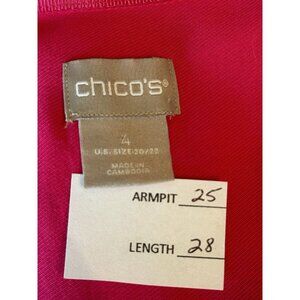 chico's®
4
U.S. SIZE 20/22
MADE IN
CAMBODIA
ARMPIT 25
LENGTH 28